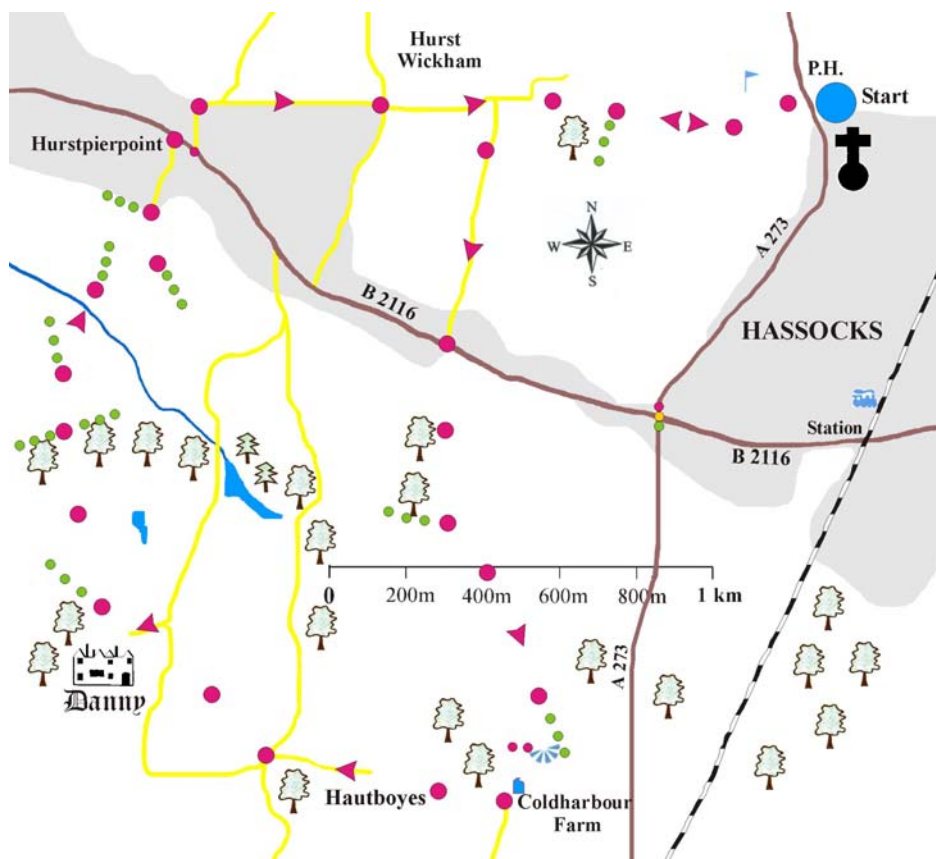 Hurst
Wickham
P.H.
Start
Hurstpierpoint
N
W E
S
A 273
B 2116
HASSOCKS
Station
B 2116
0 200m 400m 600m 800m 1 km
A 273
Danny
Hautboyes
Coldharbour
Farm